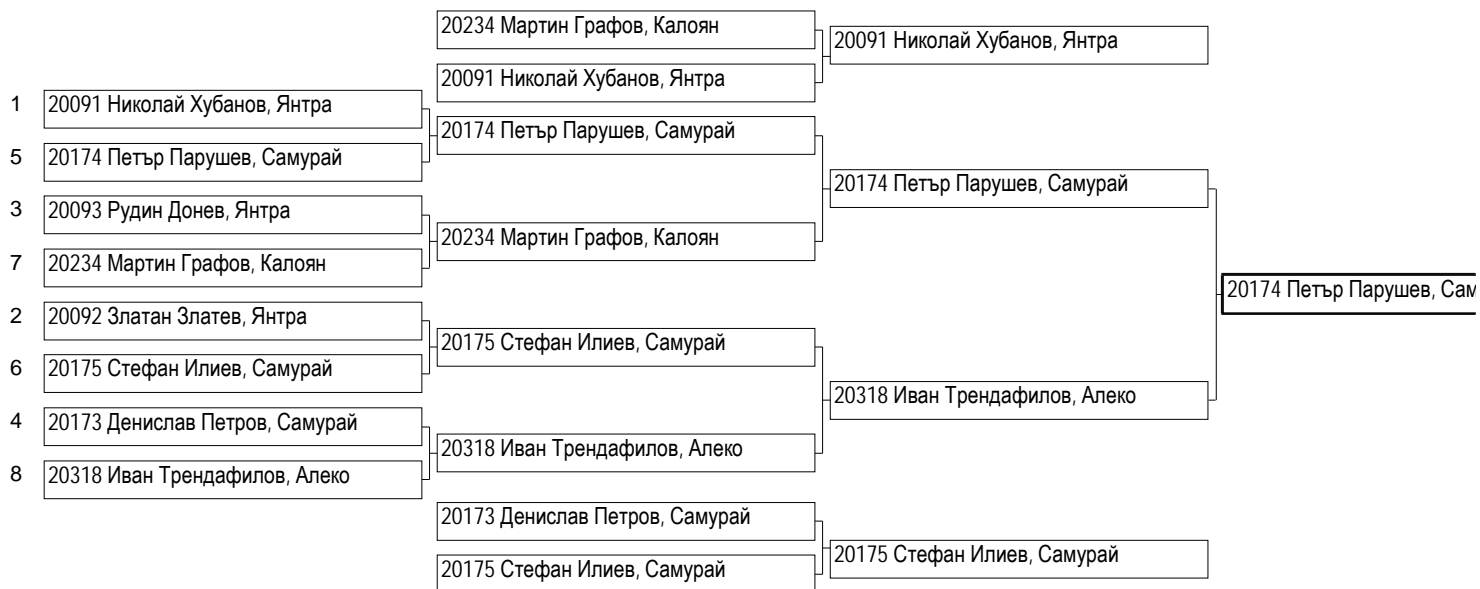 20234 Мартин Графов, Калоян
20091 Николай Хубанов, Янтра
20091 Николай Хубанов, Янтра
1 20091 Николай Хубанов, Янтра
20174 Петър Парушев, Самурай
5 20174 Петър Парушев, Самурай
20174 Петър Парушев, Самурай
3 20093 Рудин Донев, Янтра
20234 Мартин Графов, Калоян
7 20234 Мартин Графов, Калоян
20174 Петър Парушев, Сам
2 20092 Златан Златев, Янтра
20175 Стефан Илиев, Самурай
6 20175 Стефан Илиев, Самурай
20318 Иван Трендафилов, Алеко
4 20173 Денислав Петров, Самурай
20318 Иван Трендафилов, Алеко
8 20318 Иван Трендафилов, Алеко
20173 Денислав Петров, Самурай
20175 Стефан Илиев, Самурай
20175 Стефан Илиев, Самурай